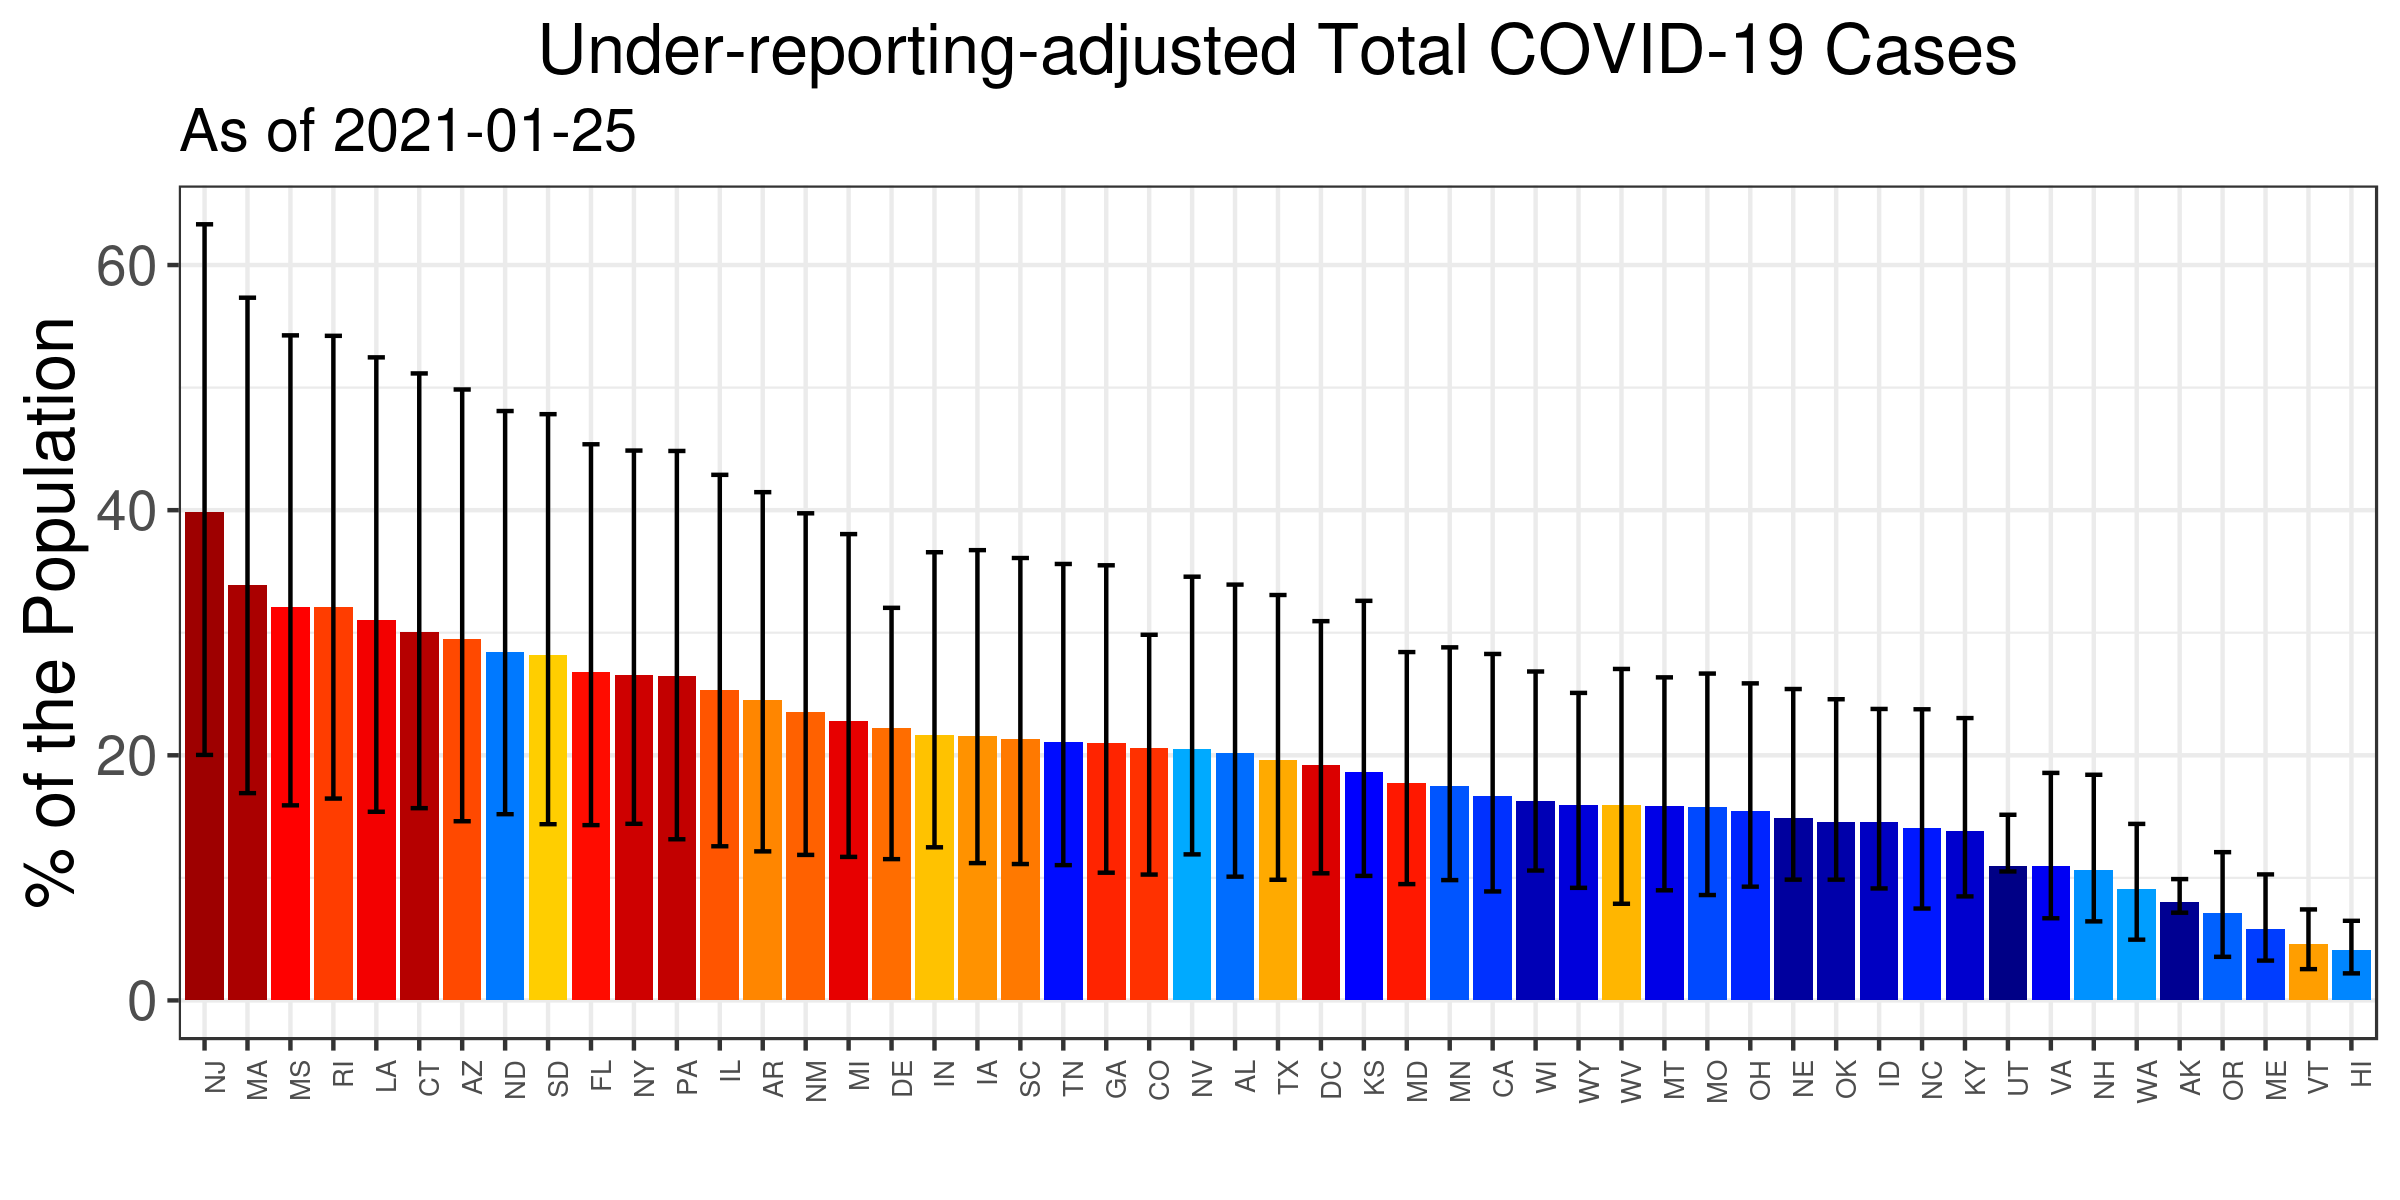 Under-reporting-adjusted Total COVID-19 Cases
As of 2021-01-25
% of the Population
60
40
20
0
NJ MA MS RI LA CT AZ ND SD FL NY PA IL AR NM MI DE IN IA SC TN GA CO NV AL TX DC KS MD MN CA WI WY WV MT MO OH NE OK ID NC KY UT VA NH WA AK OR ME VT HI